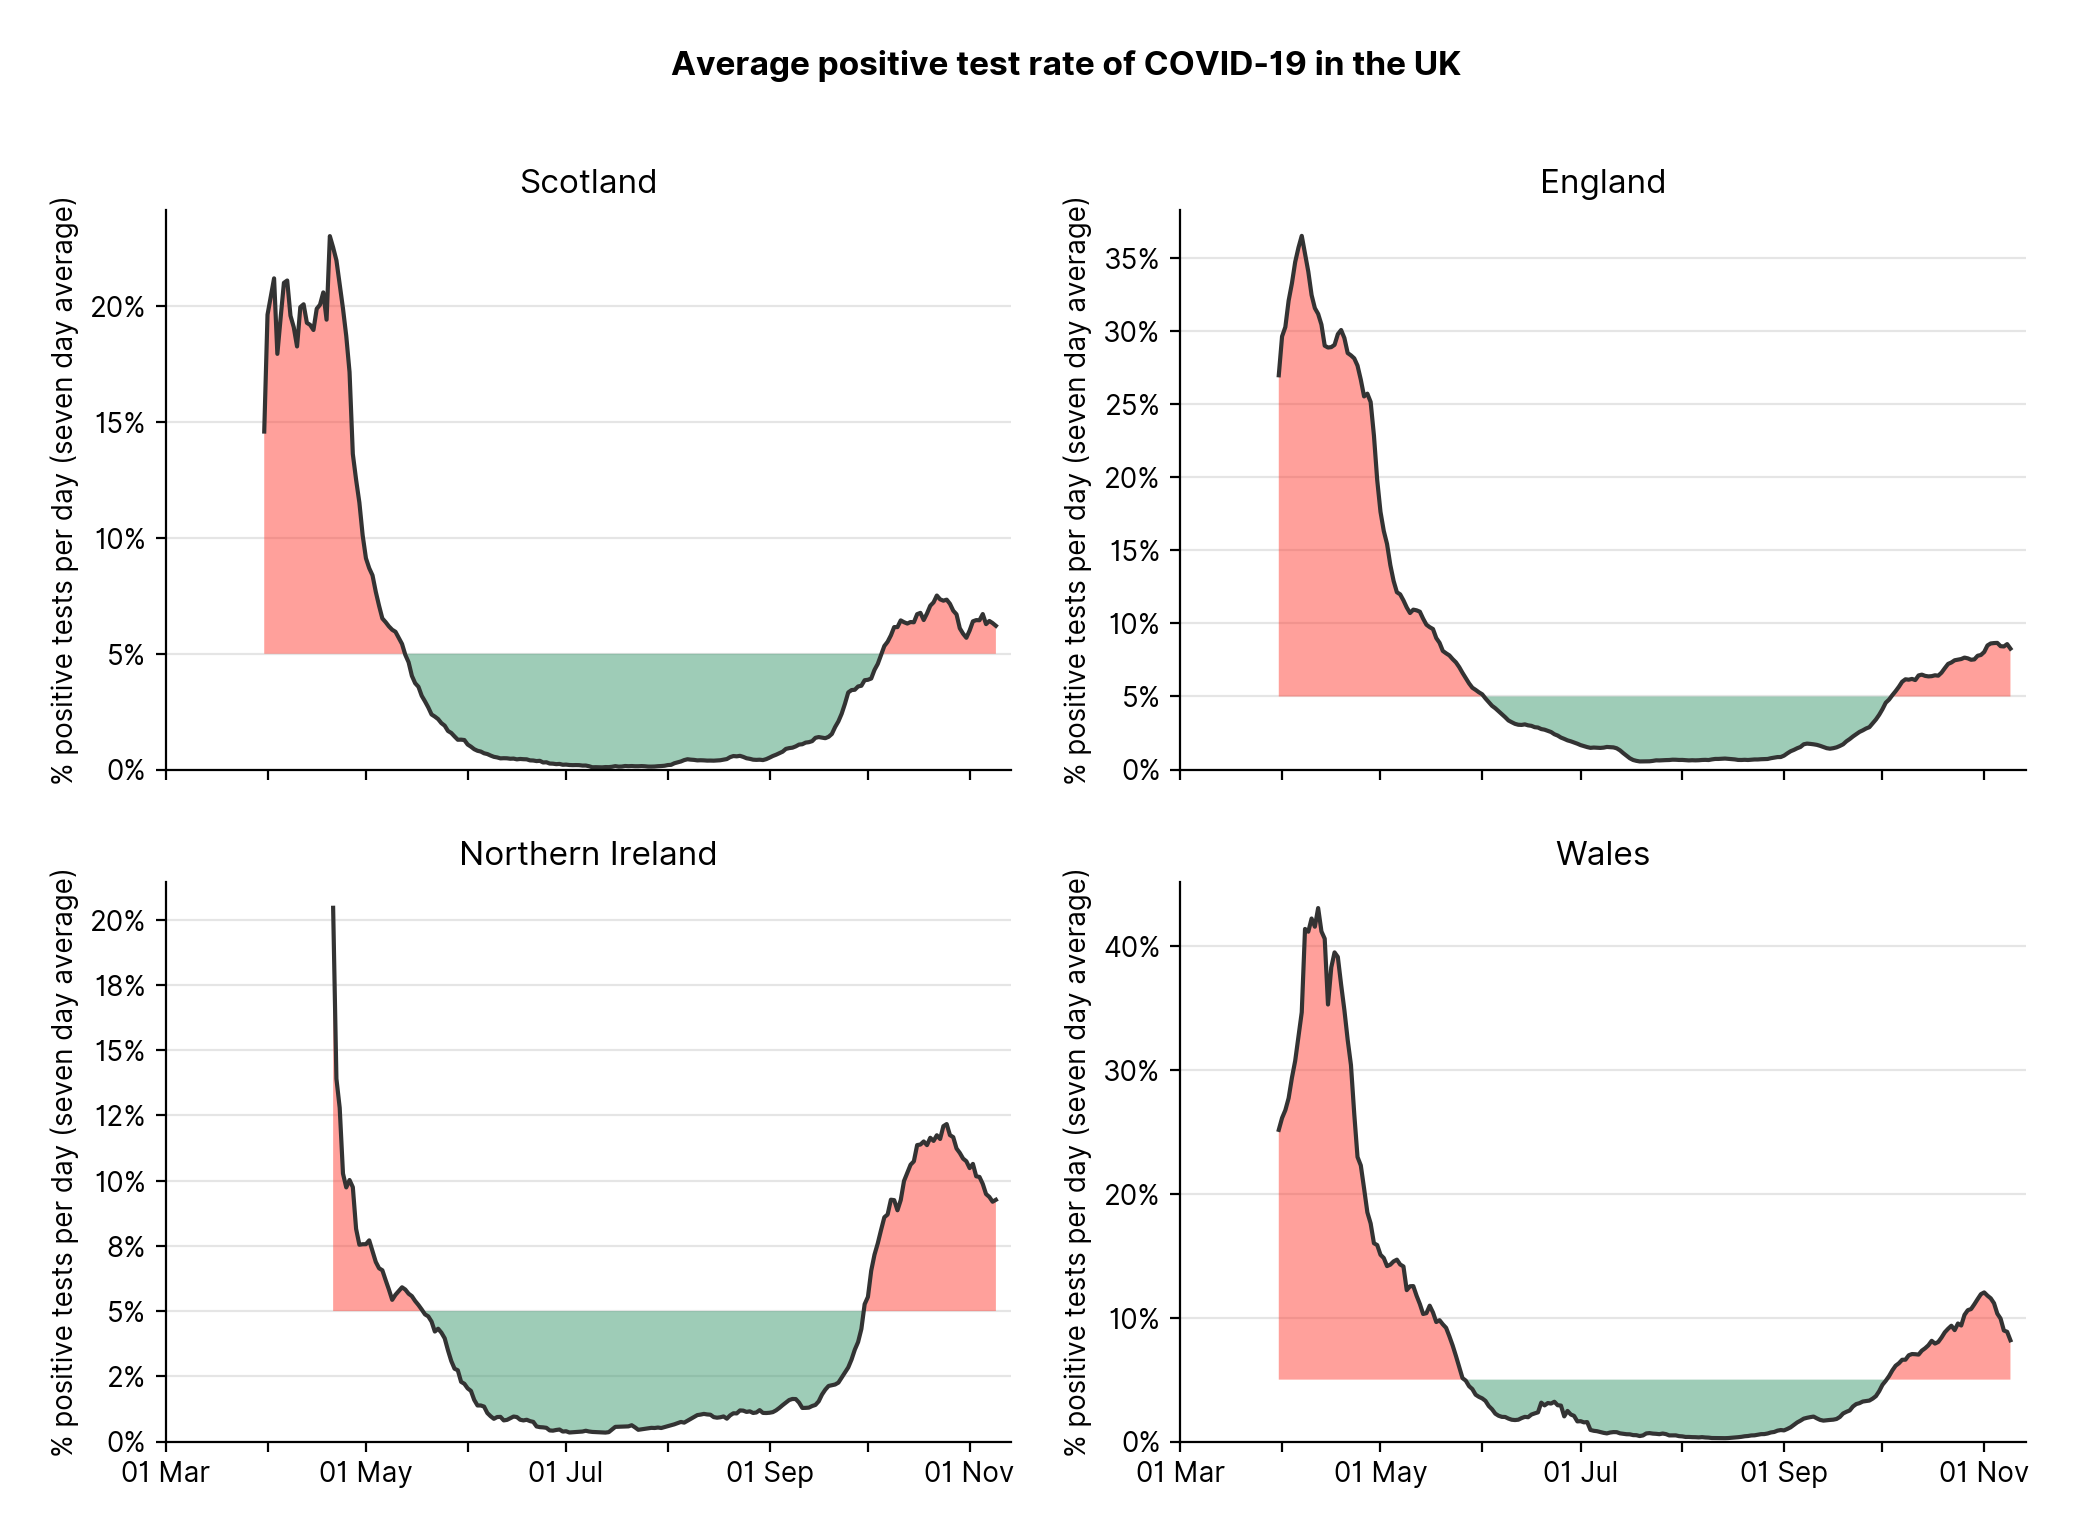 Average positive test rate of COVID-19 in the UK
Scotland
% positive tests per day (seven day average)
20%
15%
10%
5%
0%
England
% positive tests per day (seven day average)
35%
30%
25%
20%
15%
10%
5%
0%
Northern Ireland
% positive tests per day (seven day average)
20%
18%
15%
12%
10%
8%
5%
2%
0%
01 Mar 01 May 01 Jul 01 Sep 01 Nov
Wales
% positive tests per day (seven day average)
40%
30%
20%
10%
0%
01 Mar 01 May 01 Jul 01 Sep 01 Nov